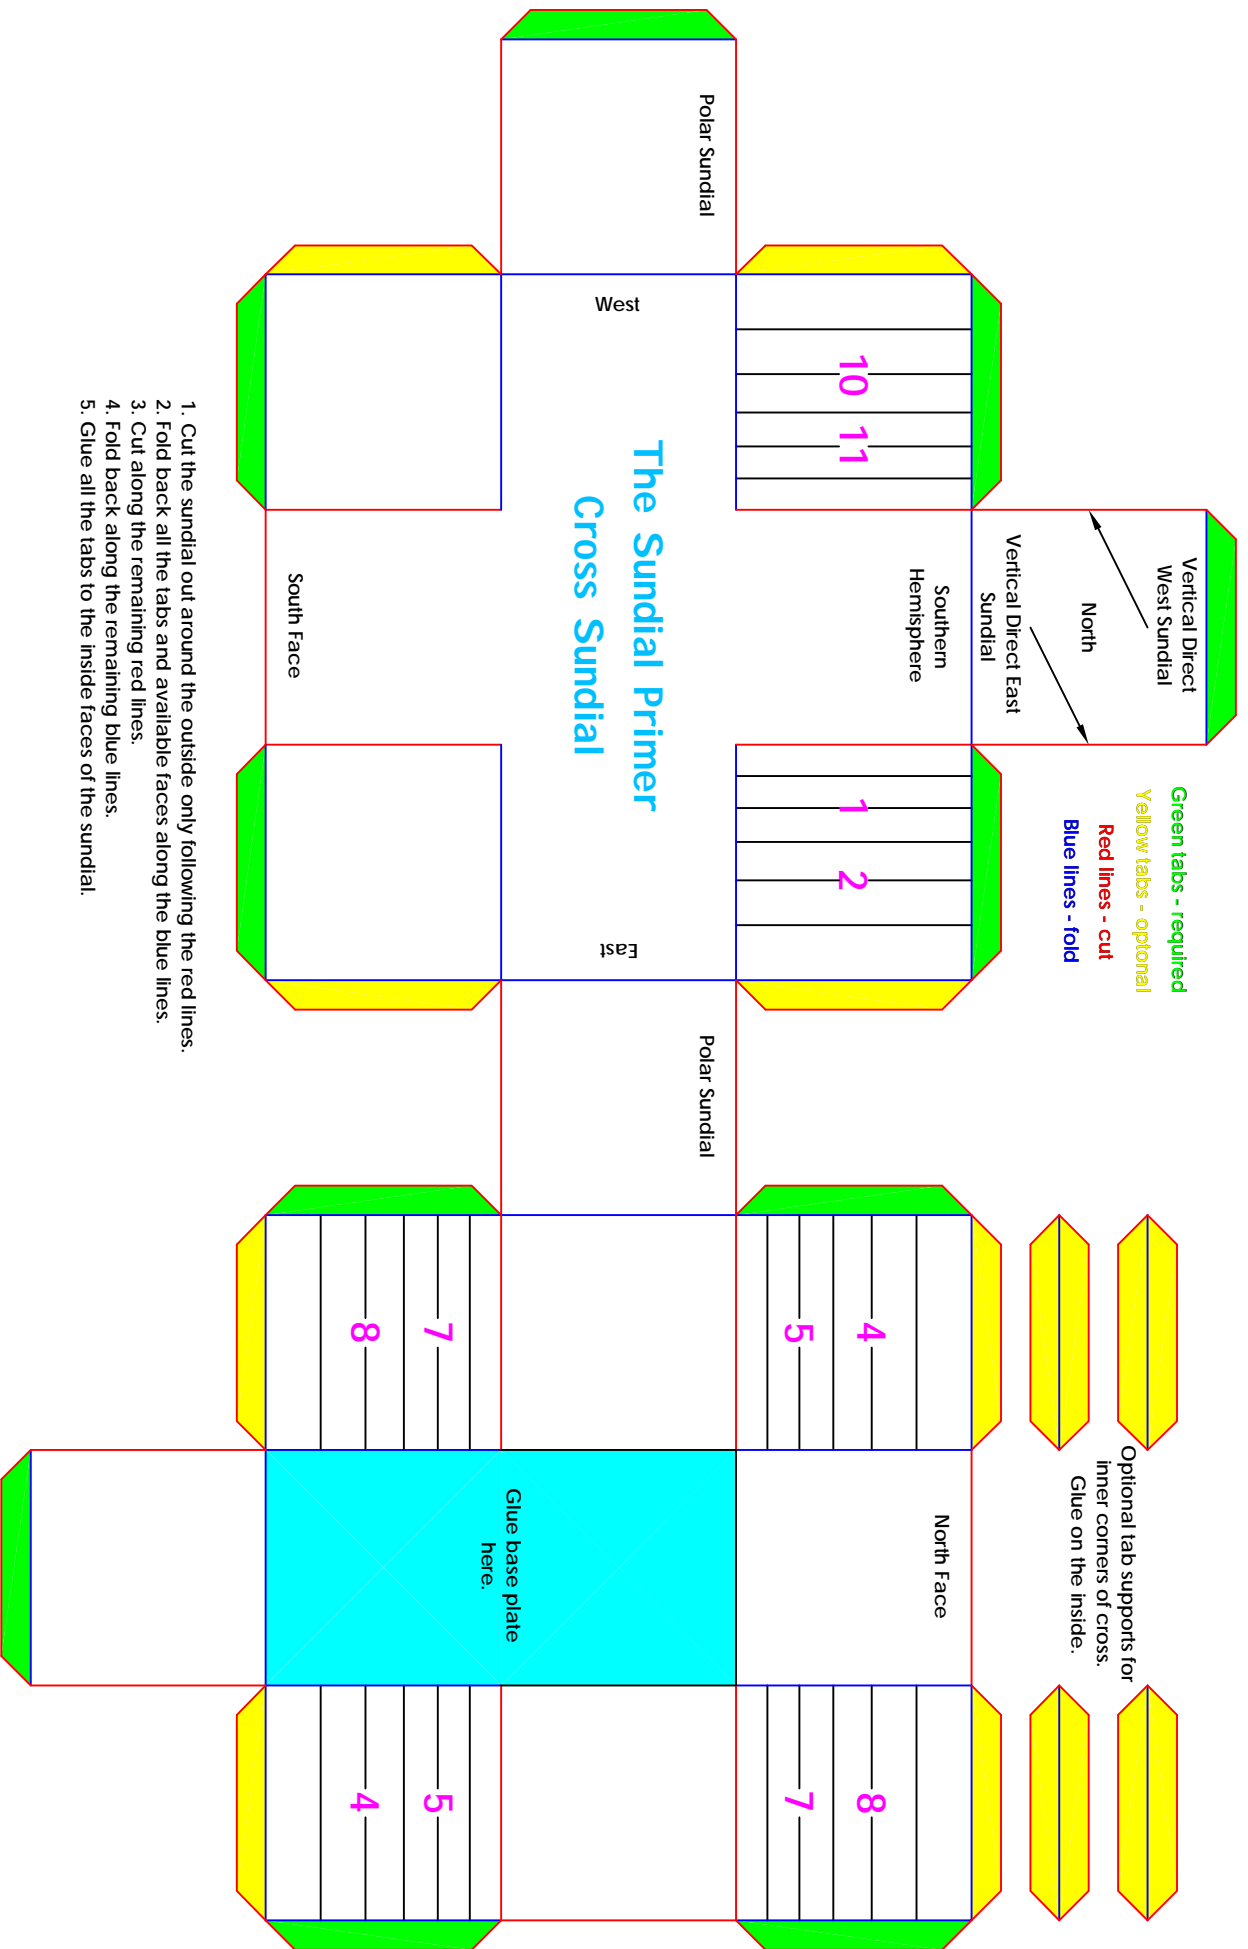 The Sundial Primer
Cross Sundial
Polar Sundial
West
10
11
Vertical Direct
West Sundial
North
Vertical Direct East
Sundial
Southern
Hemisphere
South Face
1
2
East
Green tabs - required
Yellow tabs - optonal
Red lines - cut
Blue lines - fold
1. Cut the sundial out around the outside only following the red lines.
2. Fold back all the tabs and available faces along the blue lines.
3. Cut along the remaining red lines.
4. Fold back along the remaining blue lines.
5. Glue all the tabs to the inside faces of the sundial.
Polar Sundial
4
5
7
8
Optional tab supports for
inner corners of cross.
Glue on the inside.
North Face
Glue base plate
here.
8
7
5
4